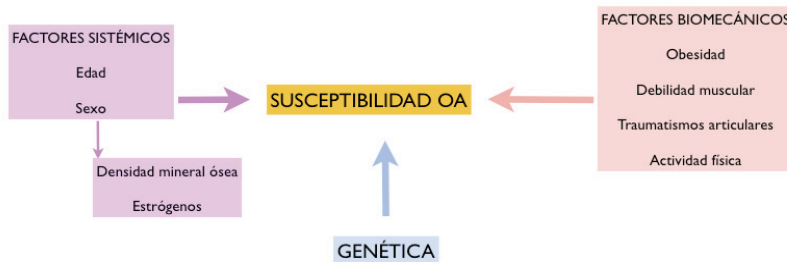 FACTORES SISTÉMICOS
Edad
Sexo
Densidad mineral ósea
Estrógenos
SUSCEPTIBILIDAD OA
GENÉTICA
FACTORES BIOMECÁNICOS
Obesidad
Debilidad muscular
Traumatismos articulares
Actividad física